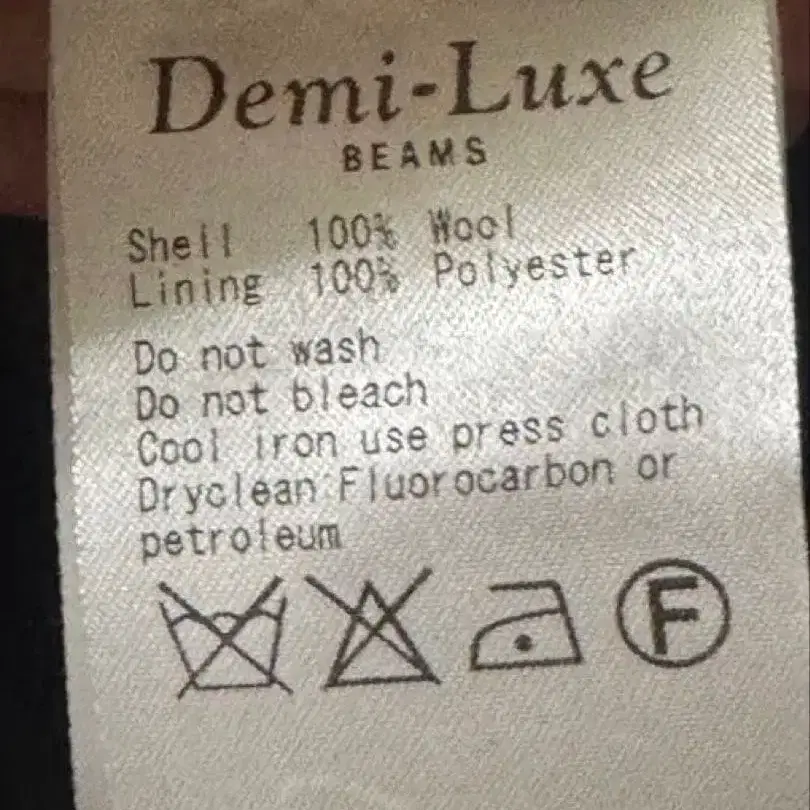 Demi-Luxe
BEAMS
Shell 100% Wool
Lining 100% Polyester
Do not wash
Do not bleach
Cool iron use press cloth
Dryclean Fluorocarbon or
petroleum
F